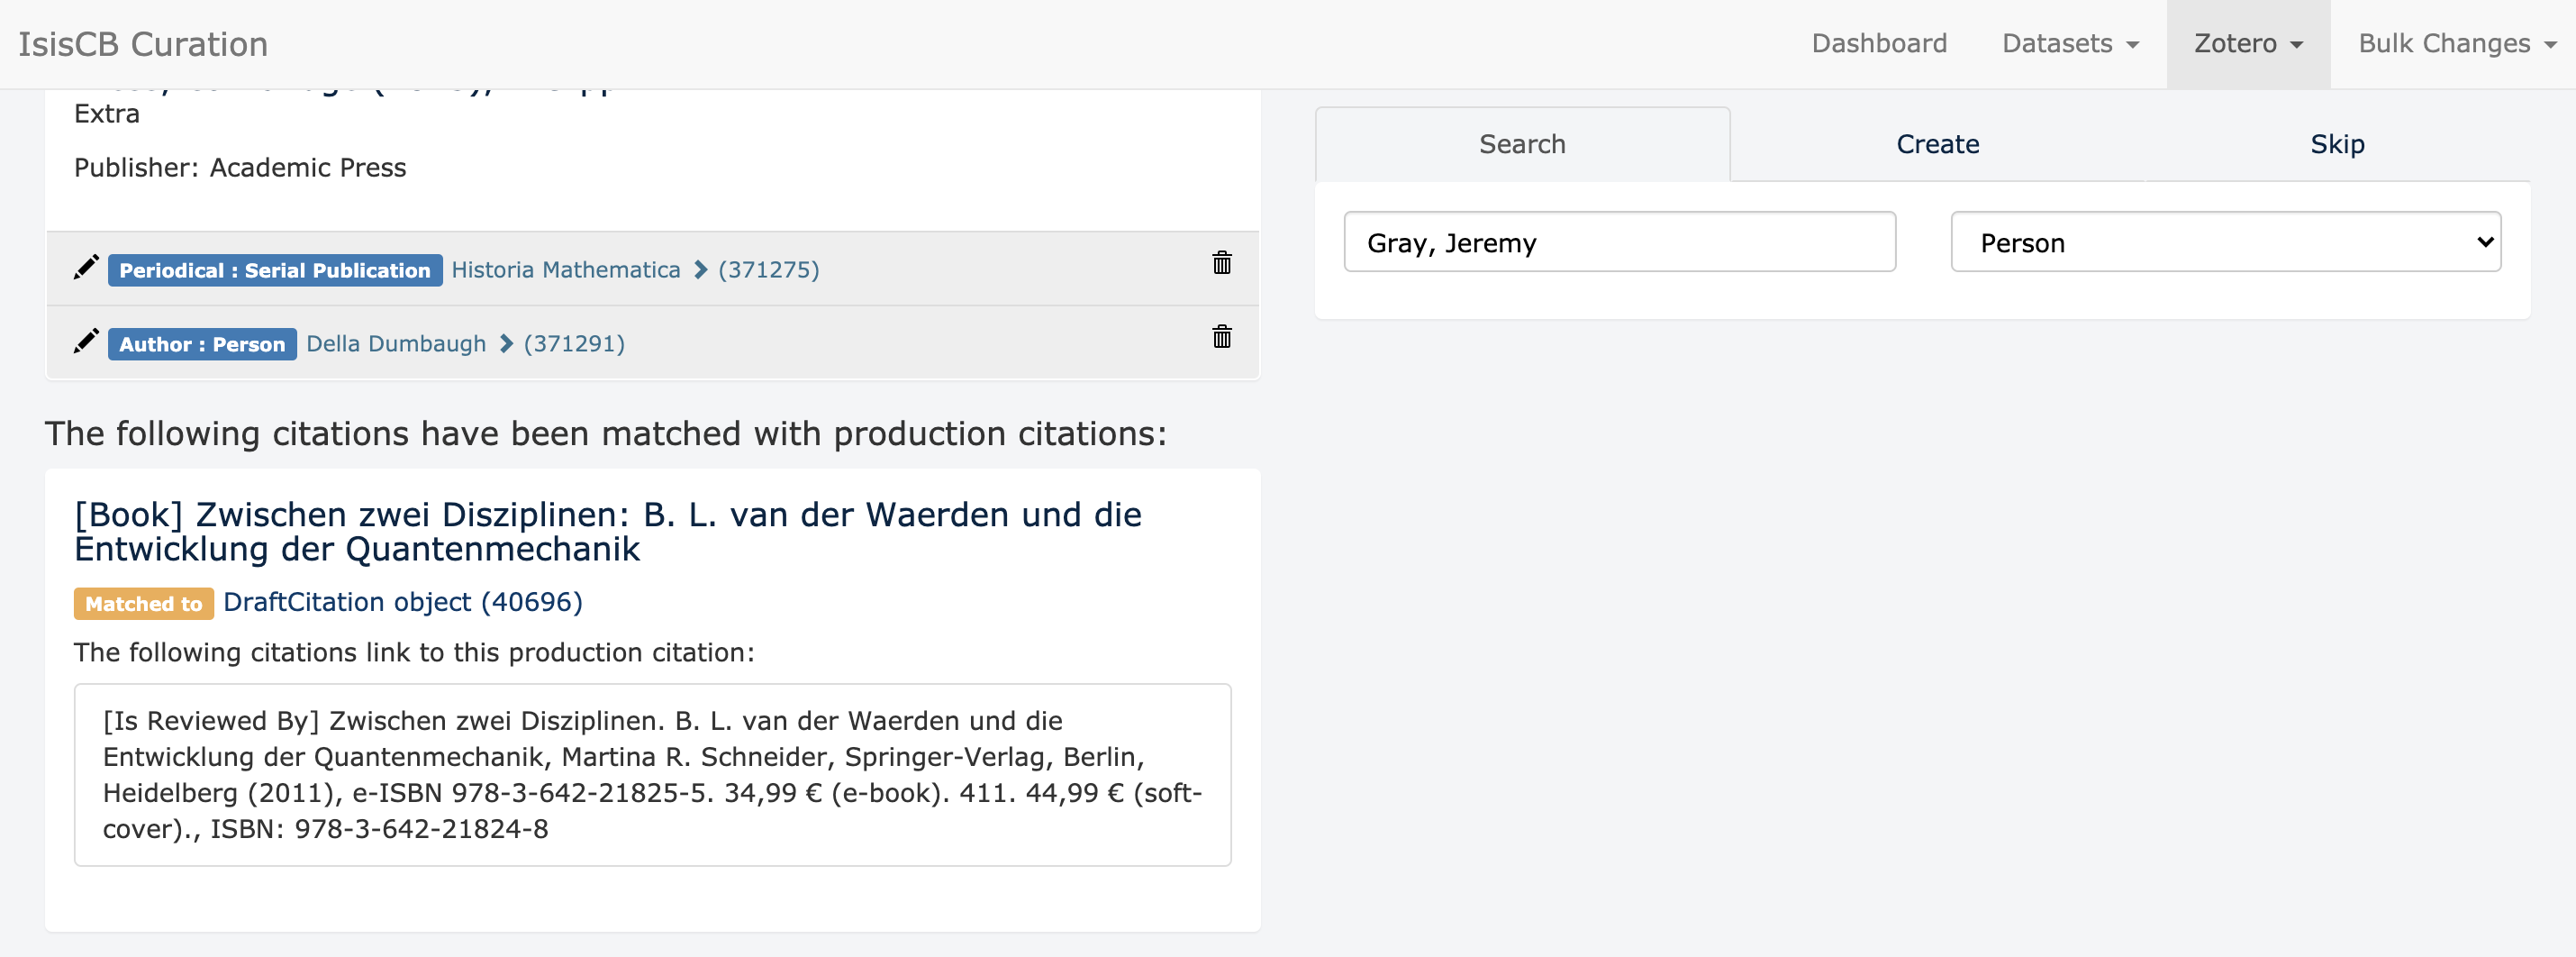 IsisCB Curation
Dashboard
Datasets
Zotero
Bulk Changes
Extra
Publisher: Academic Press
Periodical : Serial Publication Historia Mathematica (371275)
Author : Person Della Dumbaugh (371291)
The following citations have been matched with production citations:
[Book] Zwischen zwei Disziplinen: B. L. van der Waerden und die
Entwicklung der Quantenmechanik
Matched to DraftCitation object (40696)
The following citations link to this production citation:
[Is Reviewed By] Zwischen zwei Disziplinen. B. L. van der Waerden und die
Entwicklung der Quantenmechanik, Martina R. Schneider, Springer-Verlag, Berlin,
Heidelberg (2011), e-ISBN 978-3-642-21825-5. 34,99 € (e-book). 411. 44,99 € (soft-
cover)., ISBN: 978-3-642-21824-8
Search
Create
Skip
Gray, Jeremy
Person